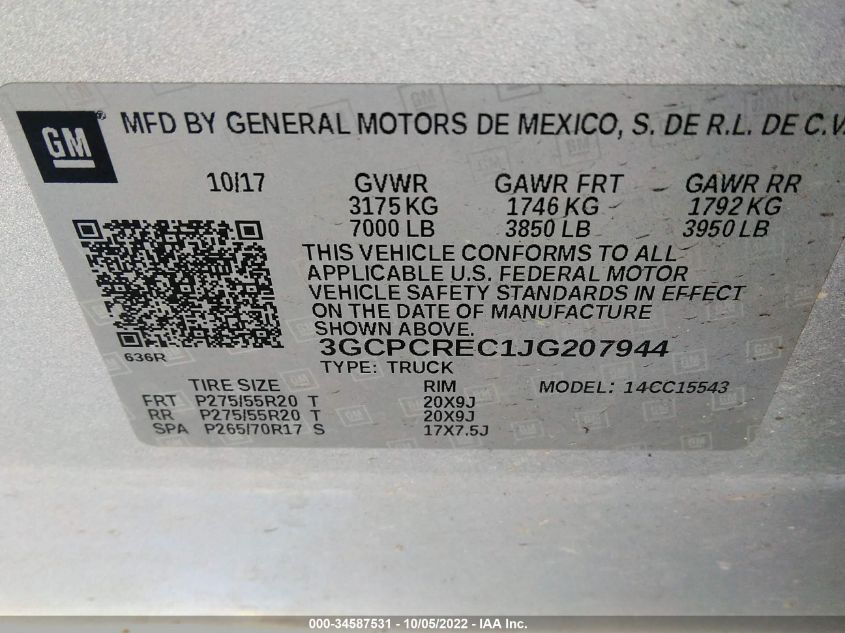 GM ® MFD BY GENERAL MOTORS DE MEXICO, S. DE R.L. DE C.V.
10/17 GVWR GAWR FRT GAWR RR
3175 KG 1746 KG 1792 KG
7000 LB 3850 LB 3950 LB
THIS VEHICLE CONFORMS TO ALL
APPLICABLE U.S. FEDERAL MOTOR
VEHICLE SAFETY STANDARDS IN EFFECT
ON THE DATE OF MANUFACTURE
SHOWN ABOVE.
636R 3GCPCREC1JG207944
TYPE: TRUCK
TIRE SIZE RIM MODEL: 14CC15543
FRT P275/55R20 T 20X9J
RR P275/55R20 T 20X9J
SPA P265/70R17 S 17X7.5J
000-34587531 - 10/05/2022 - IAA Inc.